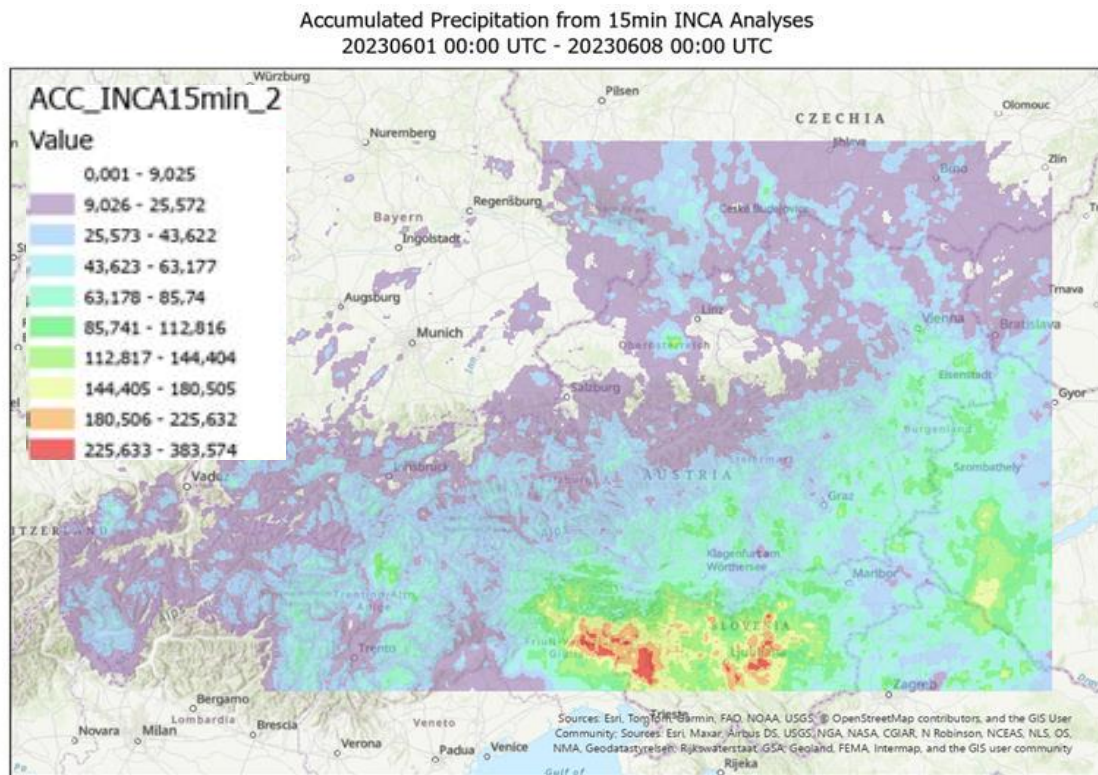 Accumulated Precipitation from 15min INCA Analyses
20230601 00:00 UTC - 20230608 00:00 UTC
ACC_INCA15min_2
Value
0,001 - 9,025
9,026 - 25,572
25,573 - 43,622
43,623 - 63,177
63,178 - 85,74
85,741 - 112,816
112,817 - 144,404
144,405 - 180,505
180,506 - 225,632
225,633 - 383,574
Würzburg
Pilsen
Olomouc
CZECHIA
Nuremberg
Jihlava
Zlín
Brno
Regensburg
Bayern
České Budějovice
Ingolstadt
Augsburg
Trnava
Linz
Munich
Vienna
Bratislava
Inn
Oberösterreich
Eisenstadt
Salzburg
Gyor
Burgenland
Innsbruck
Szombathely
Vaduz
AUSTRIA
Graz
Klagenfurt am
Wörthersee
Maribor
Alps
SLOVENIA
Ljubljana
Trento
Zagreb
Bergamo
Trieste
Lombardia
Veneto
Novara
Milan
Brescia
Verona
Padua
Venice
Rijeka
Gulf of
Sources: Esri, TomTom, Garmin, FAO, NOAA, USGS, © OpenStreetMap contributors, and the GIS User
Community; Sources: Esri, Maxar, Airbus DS, USGS, NGA, NASA, CGIAR, N Robinson, NCEAS, NLS, OS,
NMA, Geodatastyrelsen, Rijkswaterstaat, GSA, Geoland, FEMA, Intermap, and the GIS user community